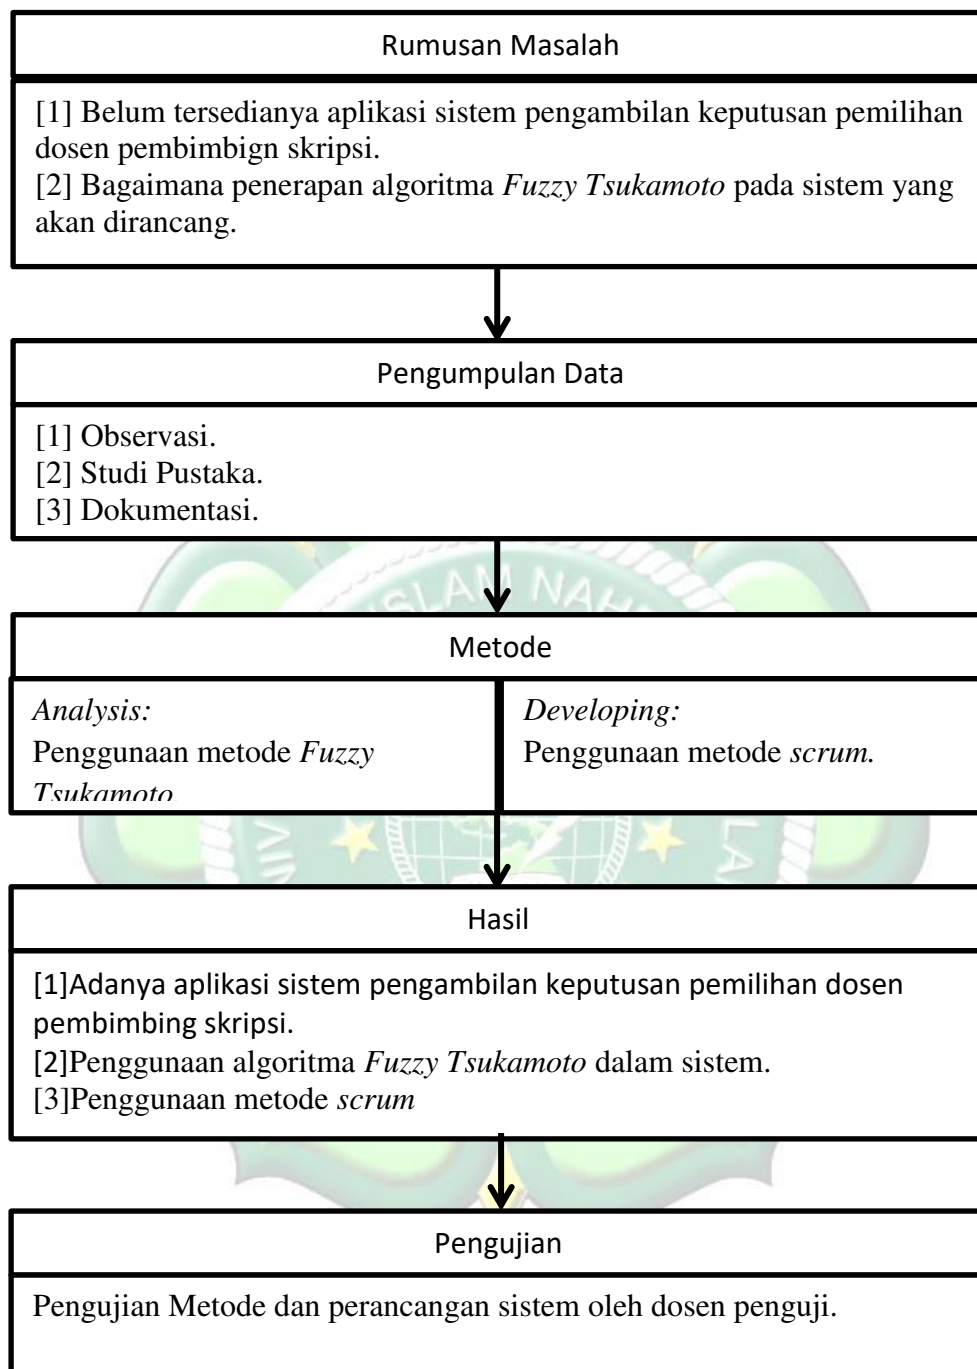 Rumusan Masalah
[1] Belum tersedianya aplikasi sistem pengambilan keputusan pemilihan
dosen pembimbign skripsi.
[2] Bagaimana penerapan algoritma Fuzzy Tsukamoto pada sistem yang
akan dirancang.
Pengumpulan Data
[1] Observasi.
[2] Studi Pustaka.
[3] Dokumentasi.
ISLAM NAH
Metode
Analysis:
Penggunaan metode Fuzzy
Tsukamoto.
Developing:
Penggunaan metode scrum.
Hasil
[1]Adanya aplikasi sistem pengambilan keputusan pemilihan dosen
pembimbing skripsi.
[2]Penggunaan algoritma Fuzzy Tsukamoto dalam sistem.
[3]Penggunaan metode scrum
Pengujian
Pengujian Metode dan perancangan sistem oleh dosen penguji.